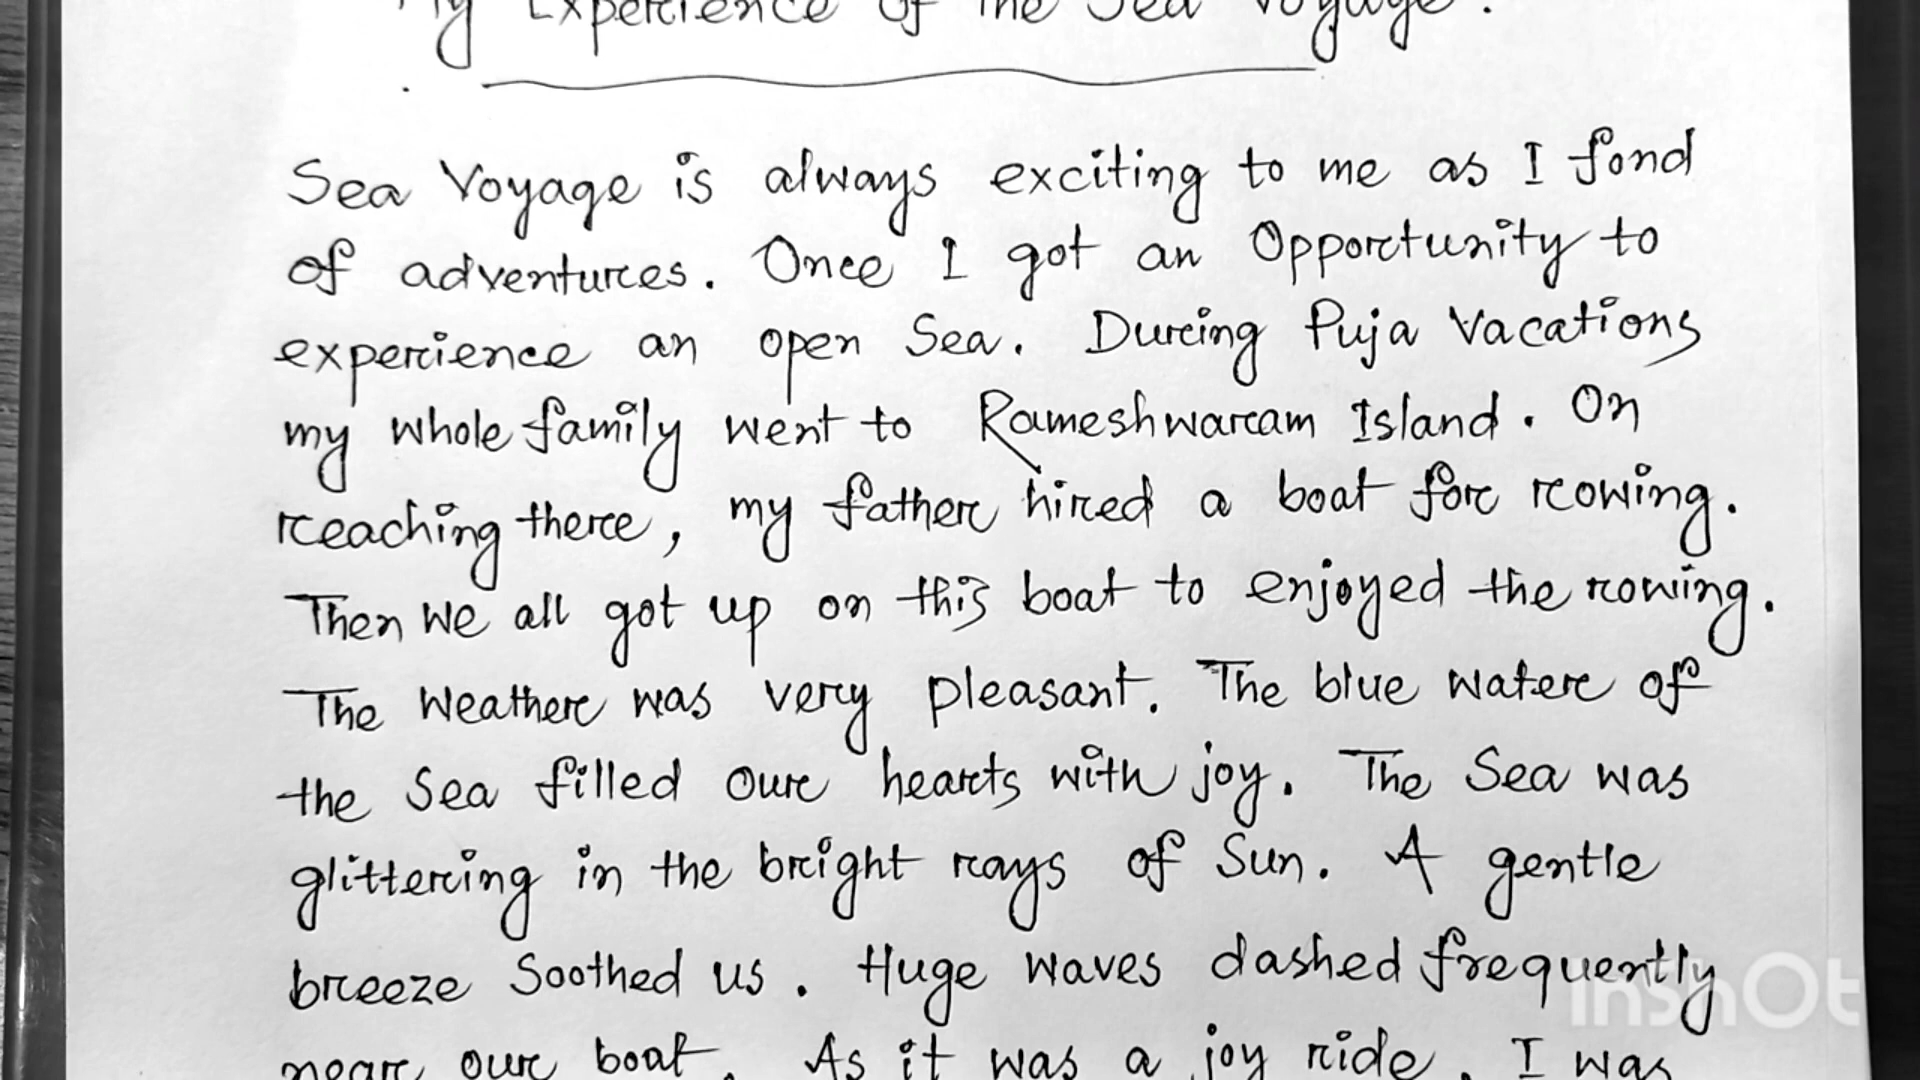 My Experience of the Sea Voyage.
Sea Voyage is always exciting to me as I fond
of adventures. Once I got an Opportunity to
experience an open Sea. During Puja Vacations
my whole family went to Rameshwaram Island. On
reaching there, my father hired a boat for rowing.
Then we all got up on this boat to enjoyed the rowing.
The Weather was very pleasant. The blue water of
the Sea filled our hearts with joy. The Sea was
glittering in the bright rays of Sun. A gentle
breeze Soothed us. Huge waves dashed frequently
near our boat. As it was a joy ride, I was
InShOt